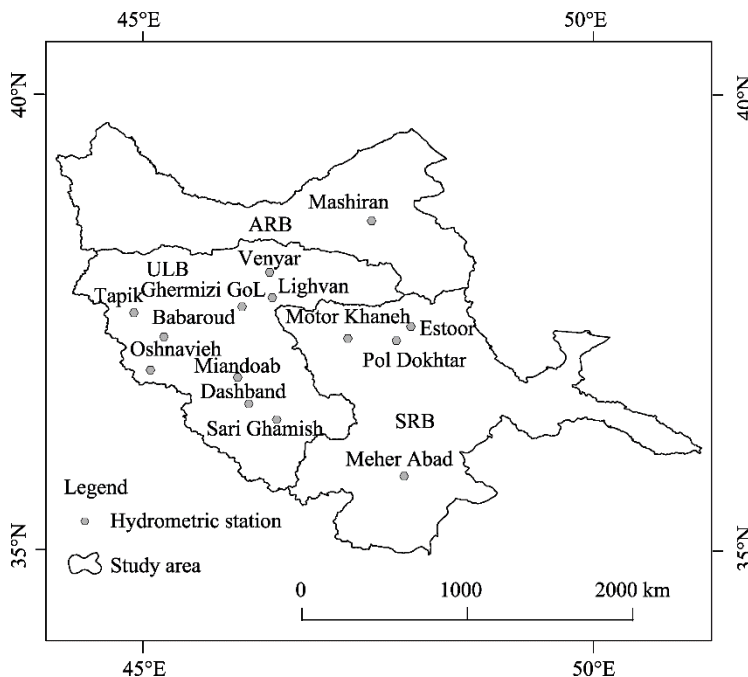 45°E 50°E
40°N 40°N
Mashiran
ARB
Venyar
ULB
Lighvan
Tapik
Ghermizi GoL
Babaroud
Motor Khaneh
Estoor
Oshnavieh
Pol Dokhtar
Miandoab
Dashband
Sari Ghamish
SRB
Meher Abad
Legend
Hydrometric station
Study area
35°N 35°N
0 1000 2000 km
45°E 50°E